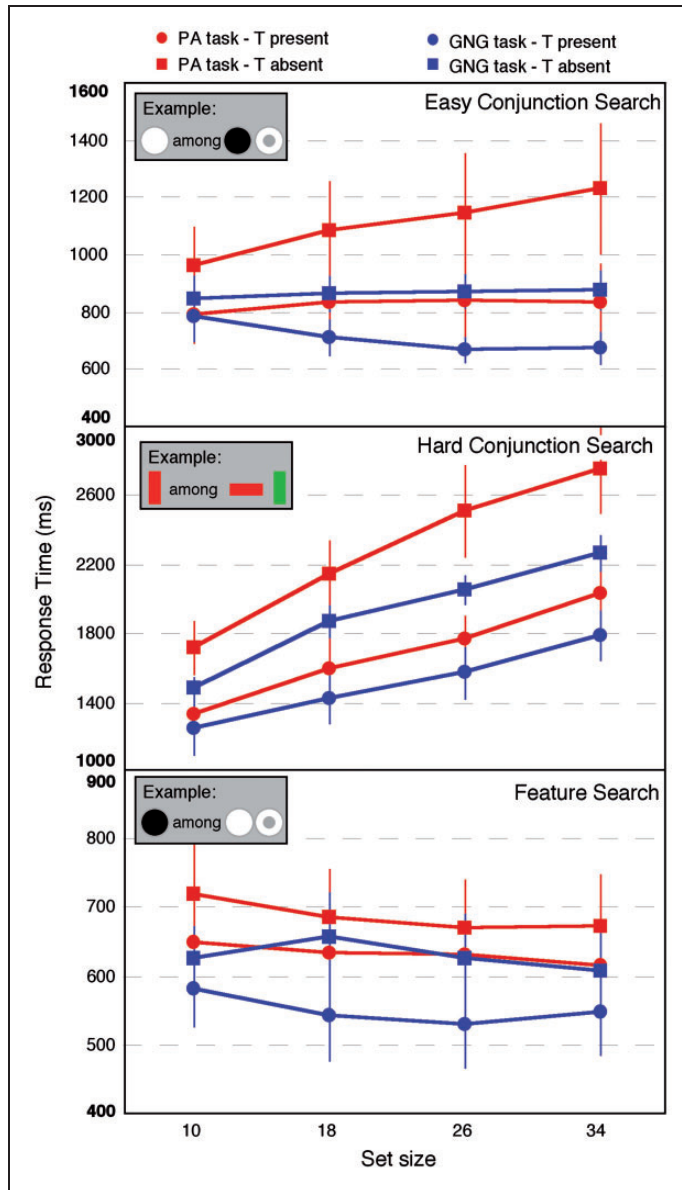 PA task - T present
GNG task - T present
PA task - T absent
GNG task - T absent
1600
Example:
among
Easy Conjunction Search
1400
1200
1000
800
600
400
3000
Example:
among
Hard Conjunction Search
2600
2200
1800
1400
1000
Response Time (ms)
900
Example:
among
Feature Search
800
700
600
500
400
10 18 26 34
Set size